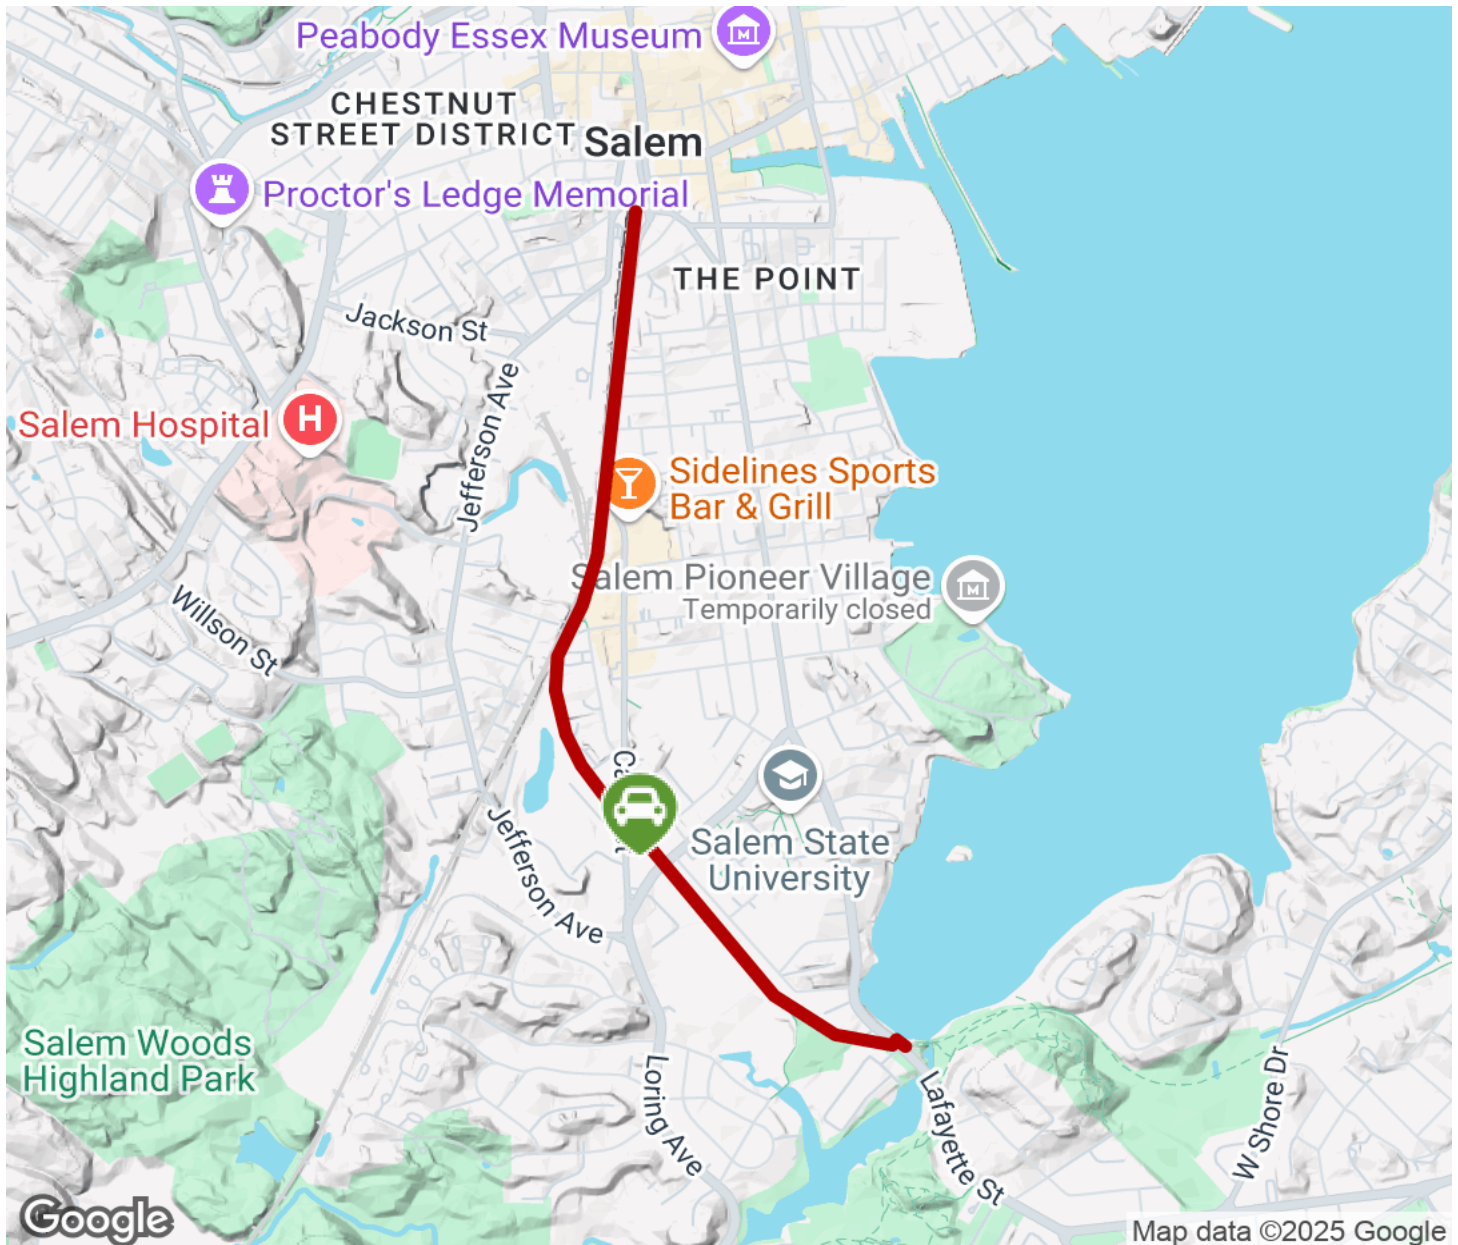 Peabody Essex Museum
CHESTNUT
STREET DISTRICT
Salem
Proctor's Ledge Memorial
THE POINT
Jackson St
Jefferson Ave
Salem Hospital
H
Sidelines Sports
Bar & Grill
Salem Pioneer Village
Temporarily closed
Willson St
Salem State
University
Jefferson Ave
Salem Woods
Highland Park
Loring Ave
Lafayette St
W Shore Dr
Google
Map data ©2025 Google